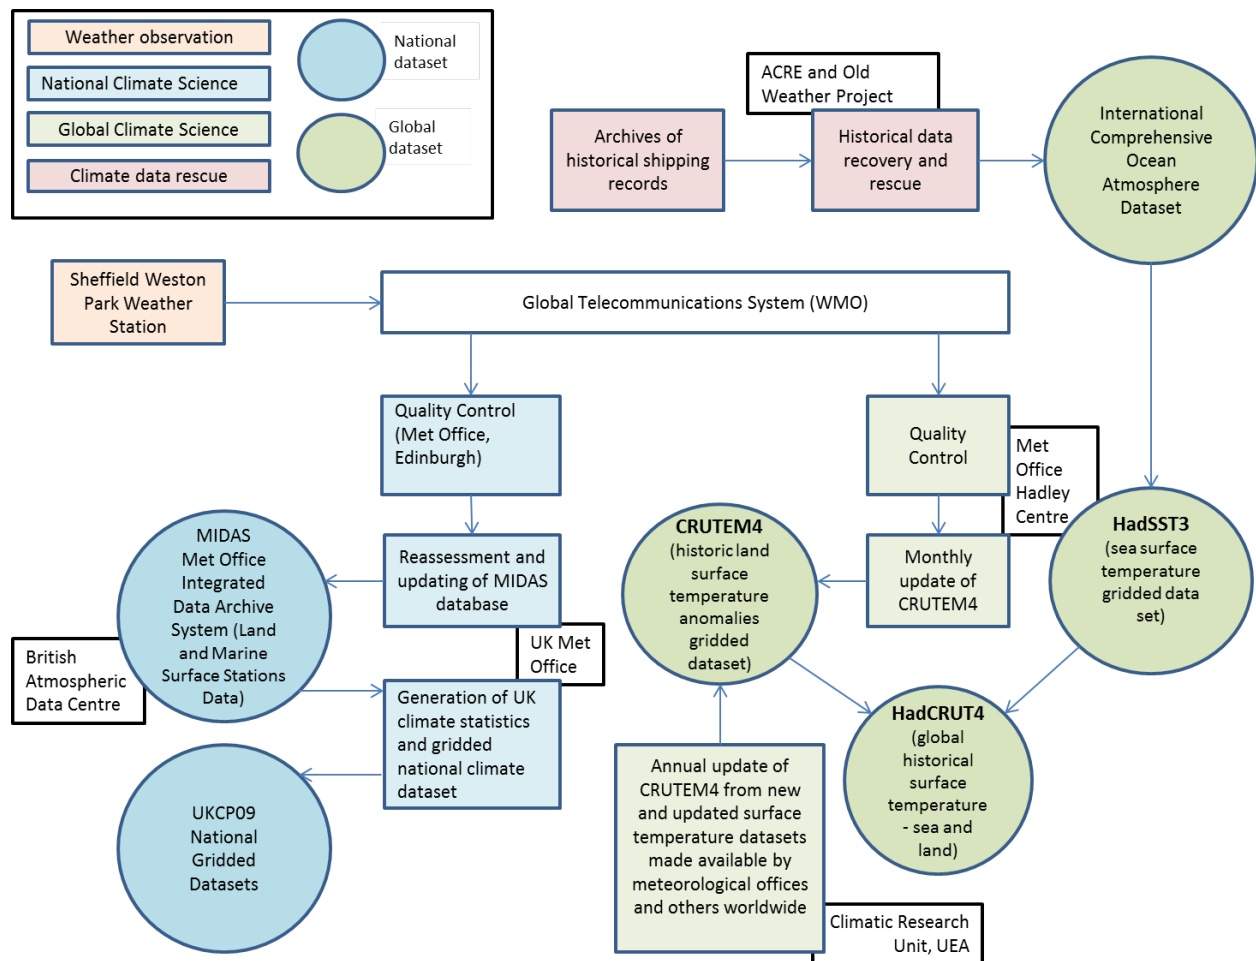 Weather observation
National Climate Science
Global Climate Science
Climate data rescue
National
dataset
Global
dataset
ACRE and Old
Weather Project
Archives of
historical shipping
records
Historical data
recovery and
rescue
International
Comprehensive
Ocean
Atmosphere
Dataset
Sheffield Weston
Park Weather
Station
Global Telecommunications System (WMO)
Quality Control
(Met Office,
Edinburgh)
Quality
Control
Met
Office
Hadley
Centre
MIDAS
Met Office
Integrated
Data Archive
System (Land
and Marine
Surface Stations
Data)
Reassessment and
updating of MIDAS
database
CRUTEM4
(historic land
surface
temperature
anomalies
gridded
dataset)
Monthly
update of
CRUTEM4
HadSST3
(sea surface
temperature
gridded data
set)
British
Atmospheric
Data Centre
UK Met
Office
Generation of UK
climate statistics
and gridded
national climate
dataset
HadCRUT4
(global
historical
surface
temperature
- sea and
land)
UKCP09
National
Gridded
Datasets
Annual update of
CRUTEM4 from new
and updated surface
temperature datasets
made available by
meteorological offices
and others worldwide
Climatic Research
Unit, UEA